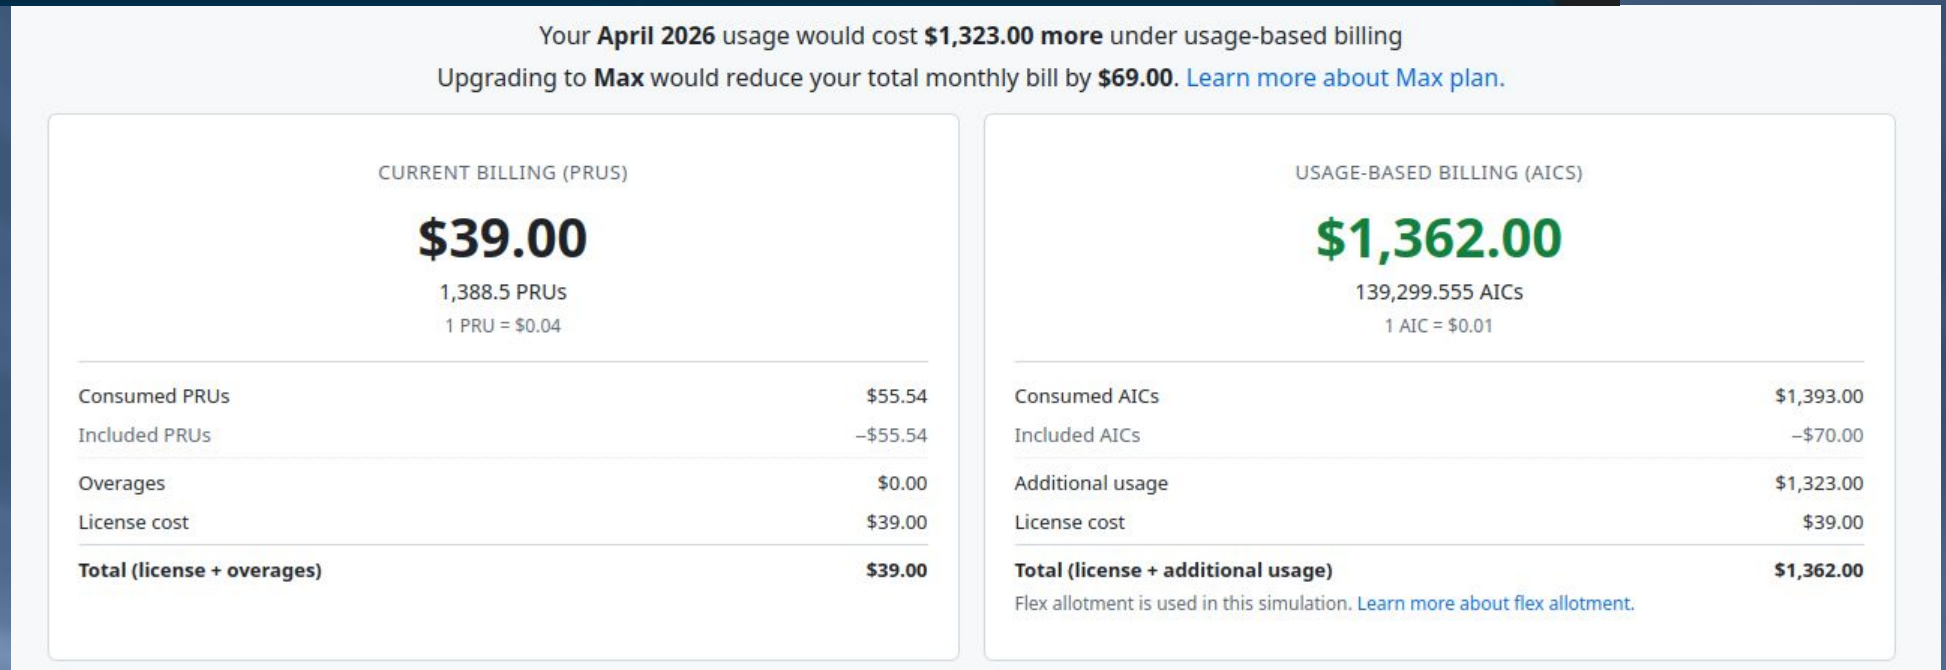 Your April 2026 usage would cost $1,323.00 more under usage-based billing
Upgrading to Max would reduce your total monthly bill by $69.00. Learn more about Max plan.
CURRENT BILLING (PRUS)
$39.00
1,388.5 PRUs
1 PRU = $0.04
Consumed PRUs $55.54
Included PRUs –$55.54
Overages $0.00
License cost $39.00
Total (license + overages) $39.00
USAGE-BASED BILLING (AICS)
$1,362.00
139,299.555 AICs
1 AIC = $0.01
Consumed AICs $1,393.00
Included AICs –$70.00
Additional usage $1,323.00
License cost $39.00
Total (license + additional usage) $1,362.00
Flex allotment is used in this simulation. Learn more about flex allotment.